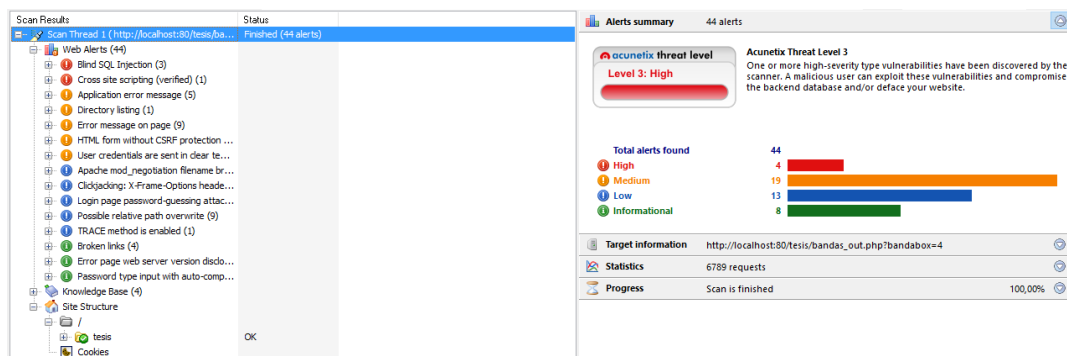 Scan Results Status
Scan Thread 1 ( http://localhost:80/tesis/ba... Finished (44 alerts)
Web Alerts (44)
Blind SQL Injection (3)
Cross site scripting (verified) (1)
Application error message (5)
Directory listing (1)
Error message on page (9)
HTML form without CSRF protection ...
User credentials are sent in clear te...
Apache mod_negotiation filename br...
Clickjacking: X-Frame-Options heade...
Login page password-guessing attac...
Possible relative path overwrite (9)
TRACE method is enabled (1)
Broken links (4)
Error page web server version disclo...
Password type input with auto-comp...
Knowledge Base (4)
Site Structure
/
tesis OK
Cookies
Alerts summary 44 alerts
acunetix threat level
Level 3: High
Acunetix Threat Level 3
One or more high-severity type vulnerabilities have been discovered by the
scanner. A malicious user can exploit these vulnerabilities and compromise
the backend database and/or deface your website.
Total alerts found 44
High 4
Medium 19
Low 13
Informational 8
Target information http://localhost:80/tesis/bandas_out.php?bandabox=4
Statistics 6789 requests
Progress Scan is finished 100,00%